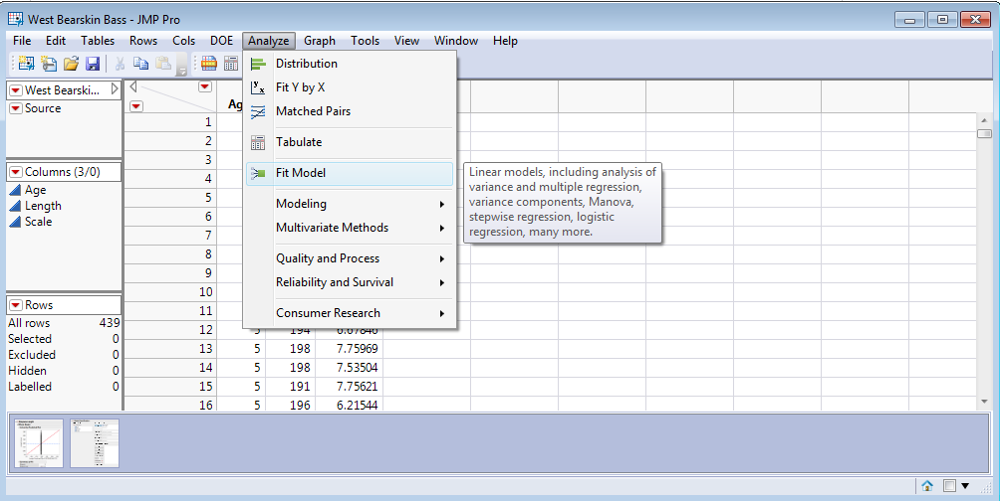 West Bearskin Bass - JMP Pro
File Edit Tables Rows Cols DOE Analyze Graph Tools View Window Help
West Bearski...
Source
Columns (3/0)
Age
Length
Scale
Rows
All rows 439
Selected 0
Excluded 0
Hidden 0
Labelled 0
Distribution
Fit Y by X
Matched Pairs
Tabulate
Fit Model
Modeling
Multivariate Methods
Quality and Process
Reliability and Survival
Consumer Research
Linear models, including analysis of
variance and multiple regression,
variance components, Manova,
stepwise regression, logistic
regression, many more.
Ag
1
2
3
4
5
6
7
8
9
10
11
12 5 194 6.67846
13 5 198 7.75969
14 5 198 7.53504
15 5 191 7.75621
16 5 196 6.21544